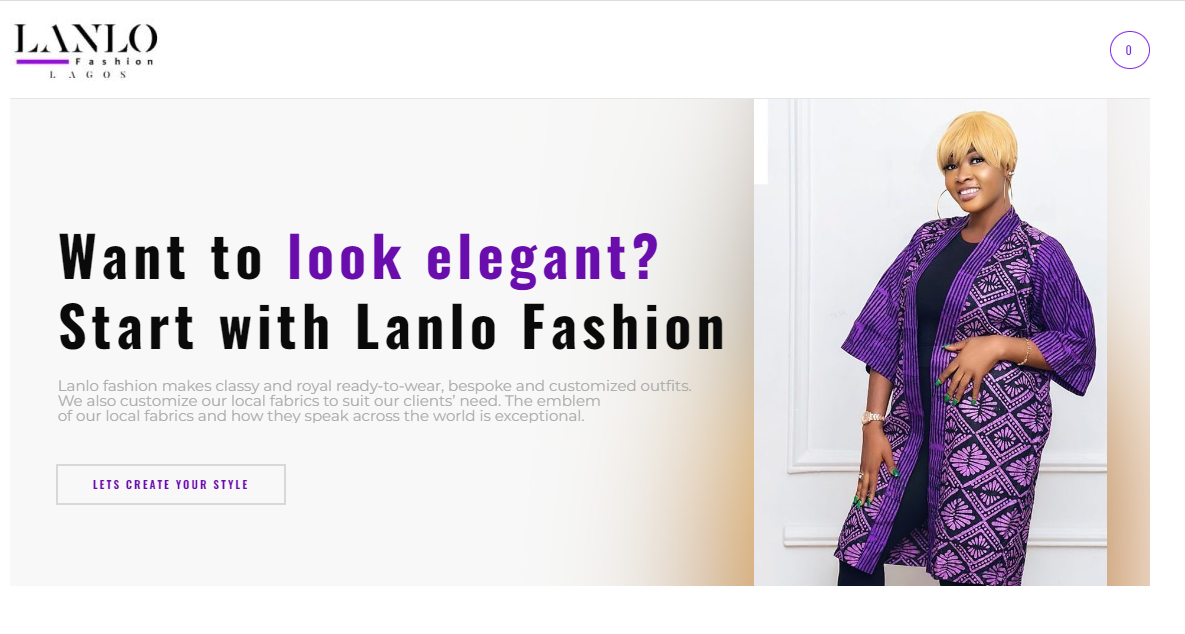 LANLO
Fashion
LAGOS
0
Want to look elegant?
Start with Lanlo Fashion
Lanlo fashion makes classy and royal ready-to-wear, bespoke and customized outfits.
We also customize our local fabrics to suit our clients’ need. The emblem
of our local fabrics and how they speak across the world is exceptional.
LETS CREATE YOUR STYLE